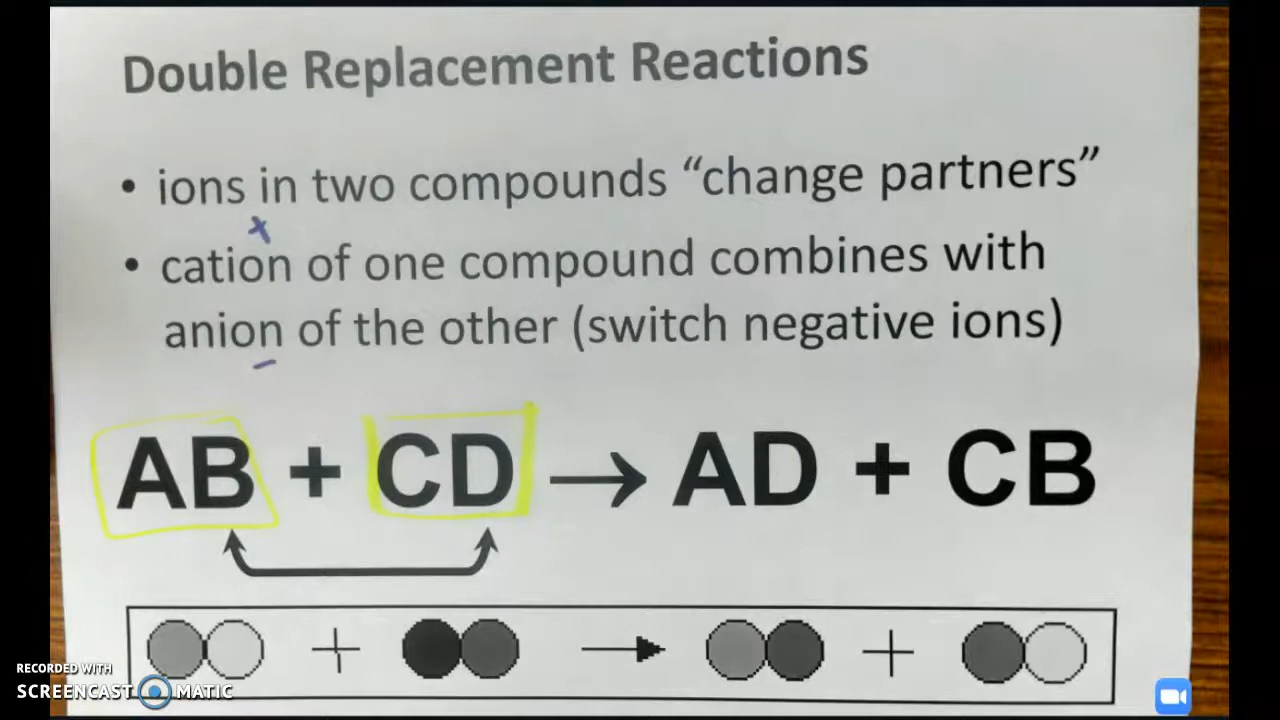 Double Replacement Reactions
• ions in two compounds “change partners”
+
• cation of one compound combines with
anion of the other (switch negative ions)
–
AB + CD → AD + CB
+ → +
RECORDED WITH
SCREENCAST MATIC